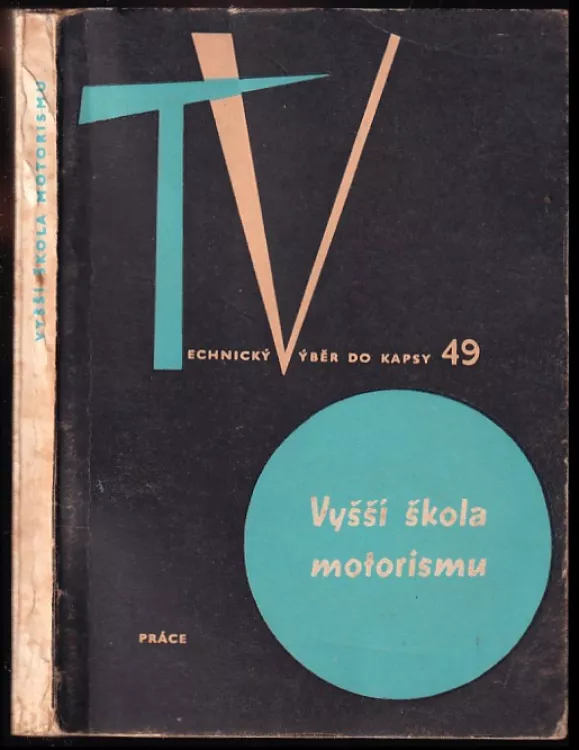 VYŠŠÍ ŠKOLA MOTORISMU
TECHNICKÝ VÝBĚR DO KAPSY 49
Vyšší škola
motorismu
PRÁCE